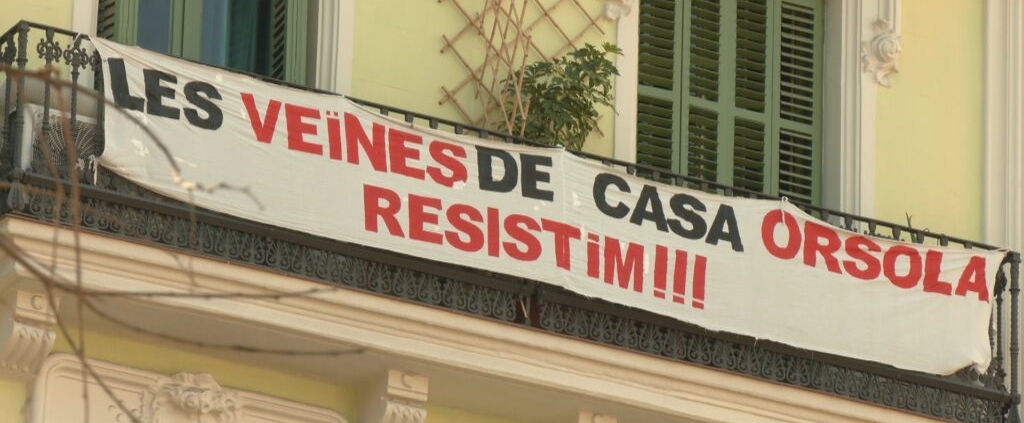 LES VEÏNES DE CASA ORSOLA
RESISTiM!!!